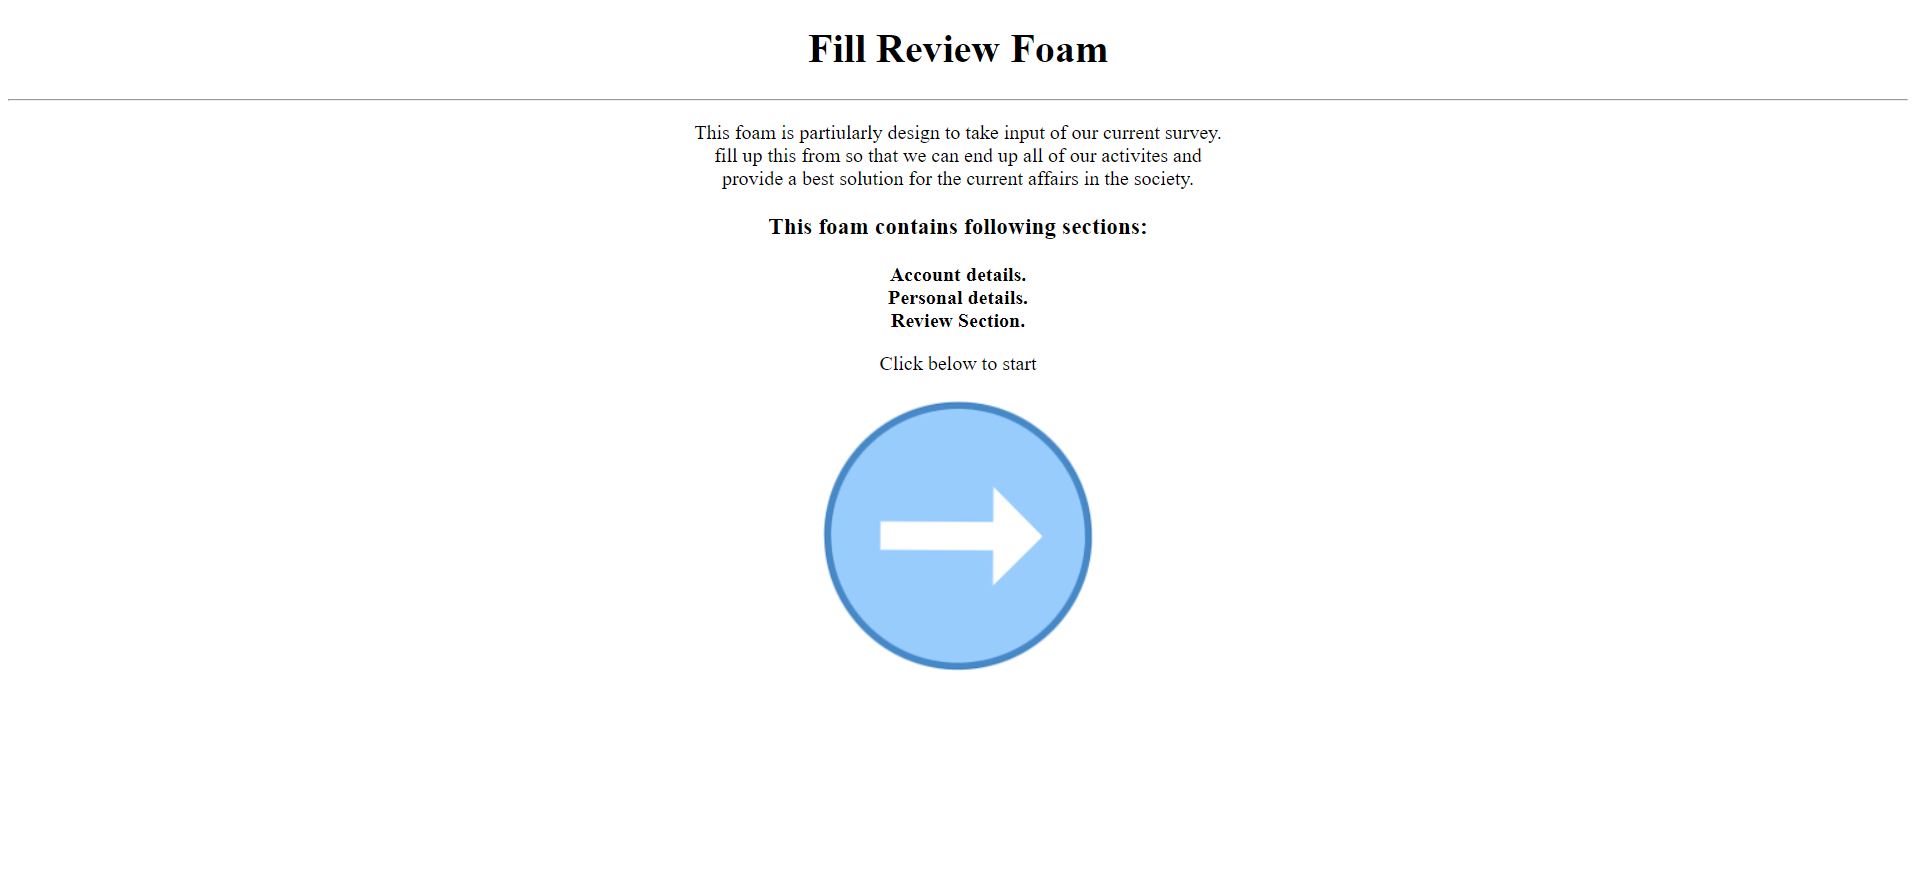 Fill Review Foam
This foam is partiularly design to take input of our current survey.
fill up this from so that we can end up all of our activites and
provide a best solution for the current affairs in the society.
This foam contains following sections:
Account details.
Personal details.
Review Section.
Click below to start